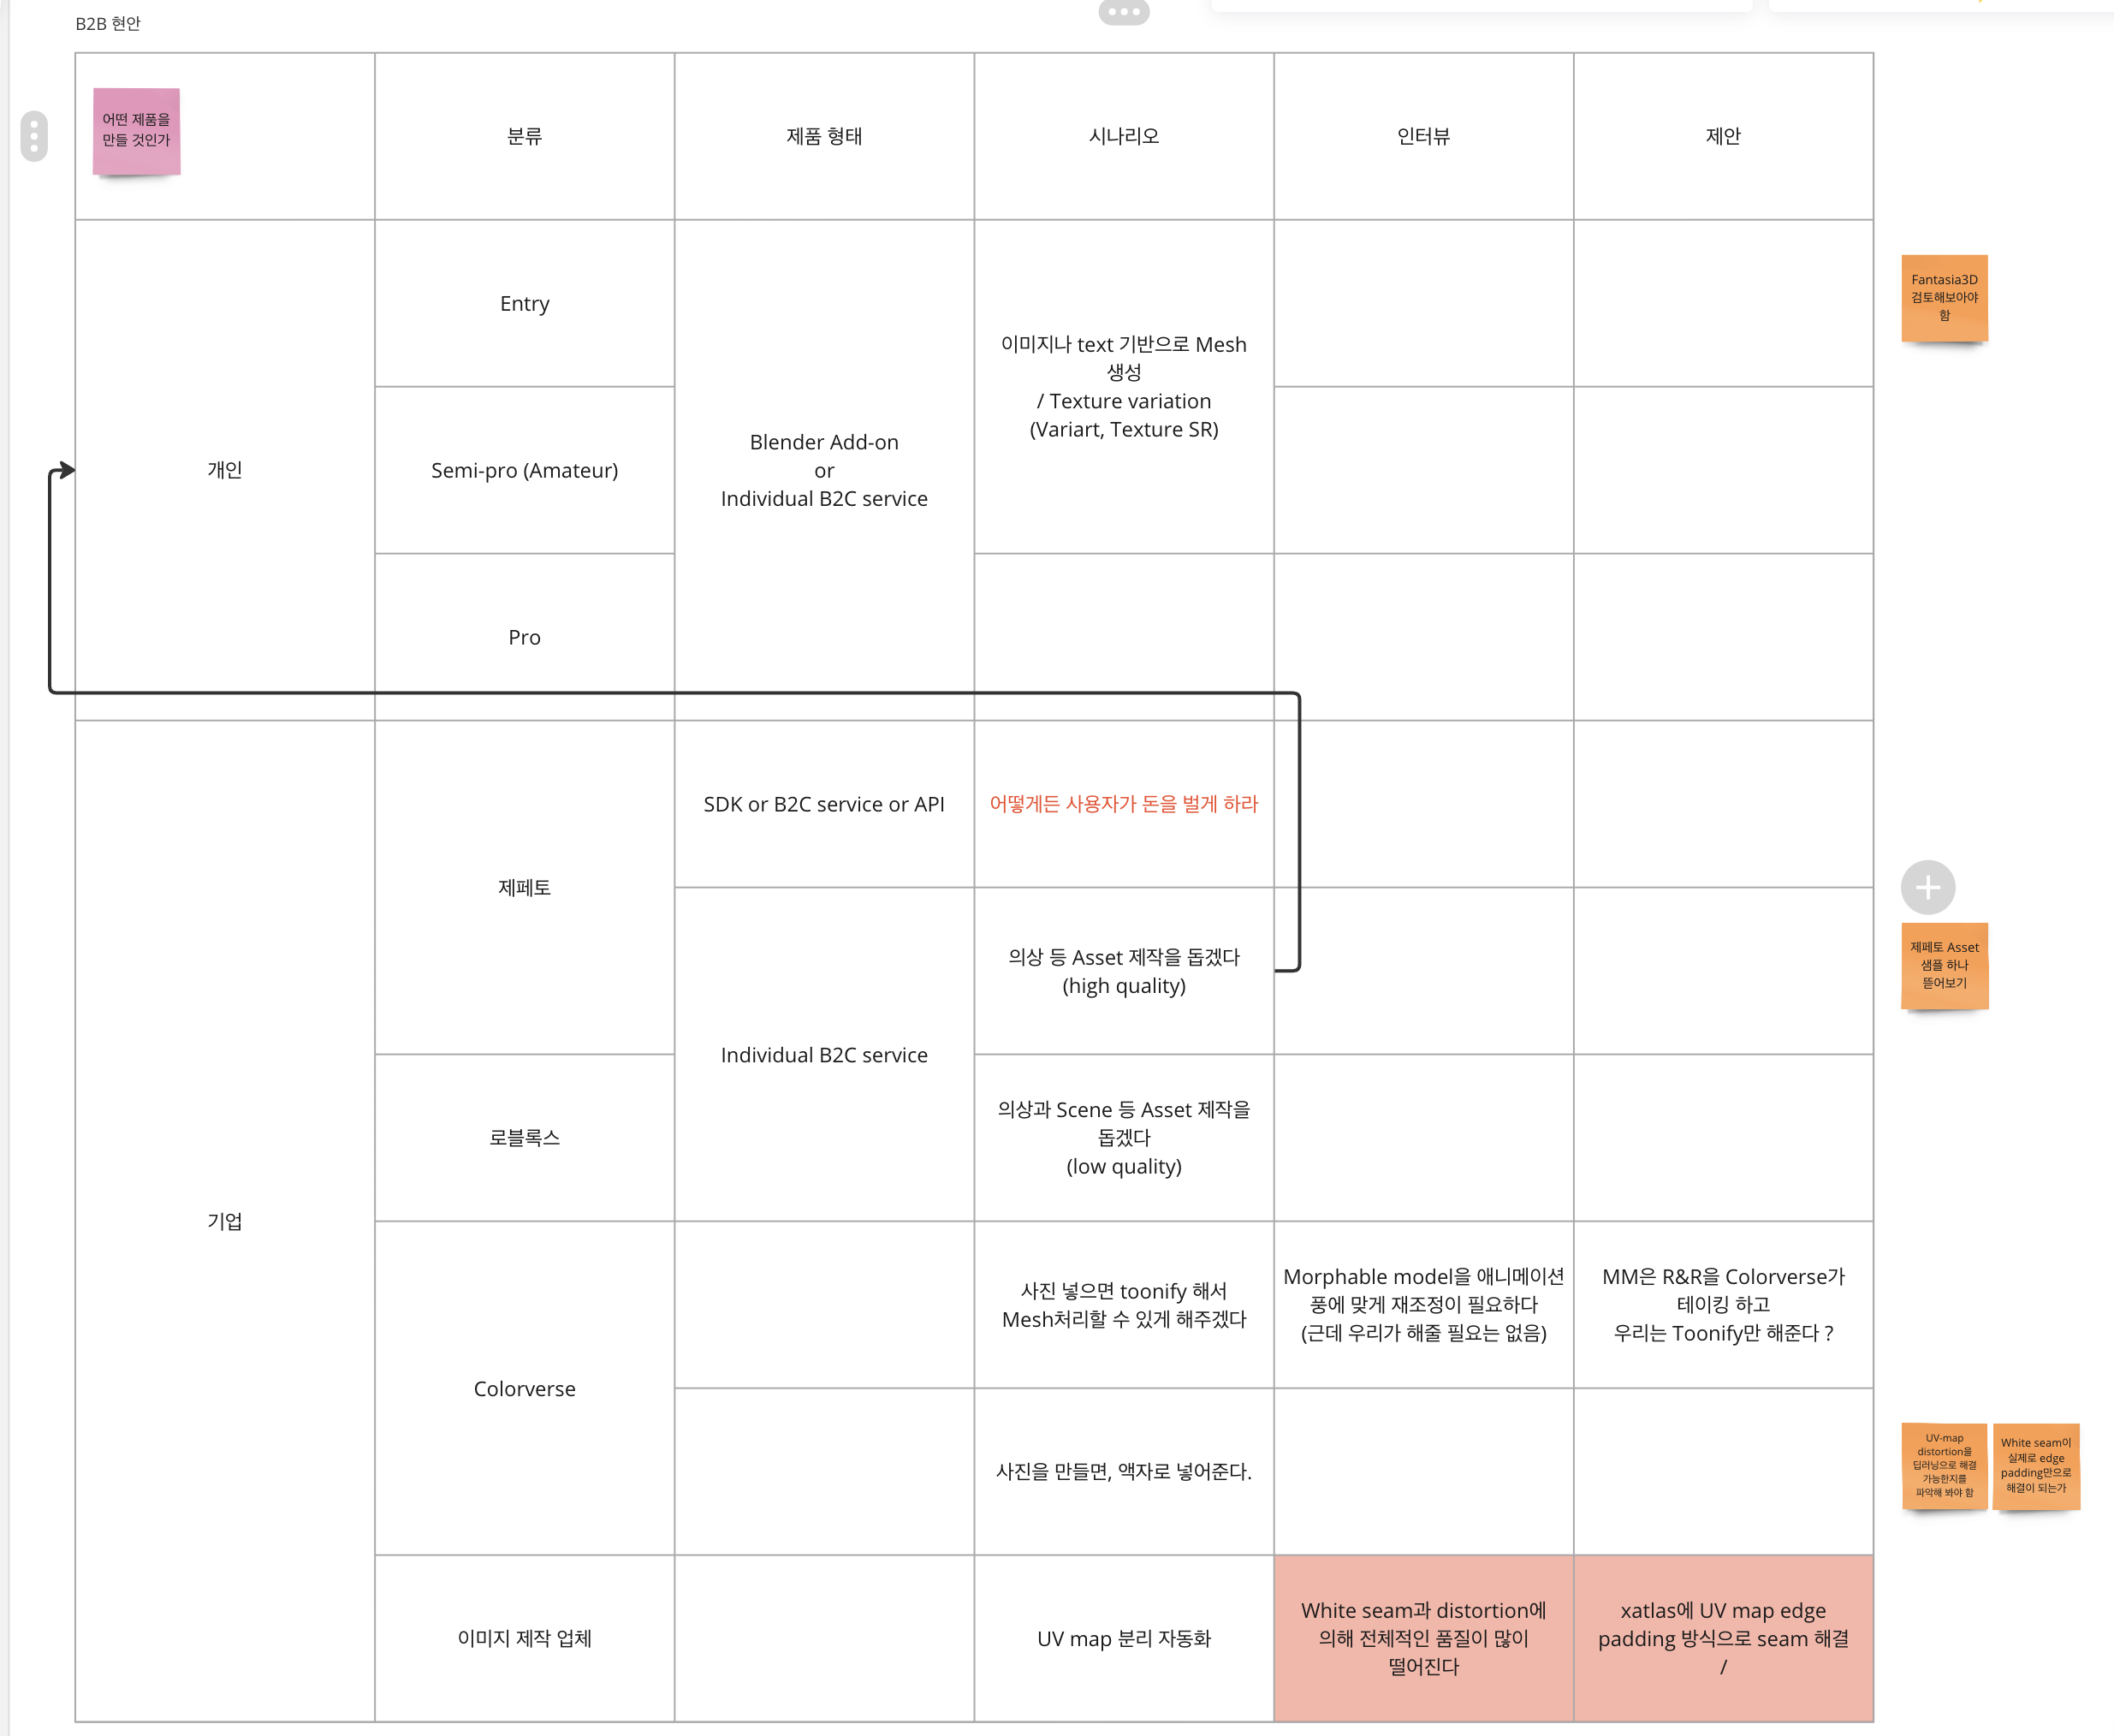 B2B 현안
어떤 제품을
만들 것인가
분류
제품 형태
시나리오
인터뷰
제안
개인
Entry
Semi-pro (Amateur)
Pro
Blender Add-on
or
Individual B2C service
이미지나 text 기반으로 Mesh
생성
/ Texture variation
(Variart, Texture SR)
Fantasia3D
검토해보아야
함
기업
제페토
SDK or B2C service or API
어떻게든 사용자가 돈을 벌게 하라
Individual B2C service
의상 등 Asset 제작을 돕겠다
(high quality)
제페토 Asset
샘플 하나
뜯어보기
로블록스
의상과 Scene 등 Asset 제작을
돕겠다
(low quality)
Colorverse
사진 넣으면 toonify 해서
Mesh처리할 수 있게 해주겠다
Morphable model을 애니메이션
풍에 맞게 재조정이 필요하다
(근데 우리가 해줄 필요는 없음)
MM은 R&R을 Colorverse가
테이킹 하고
우리는 Toonify만 해준다 ?
사진을 만들면, 액자로 넣어준다.
UV-map
distortion을
딥러닝으로 해결
가능한지를
파악해 봐야 함
White seam이
실제로 edge
padding만으로
해결이 되는가
이미지 제작 업체
UV map 분리 자동화
White seam과 distortion에
의해 전체적인 품질이 많이
떨어진다
xatlas에 UV map edge
padding 방식으로 seam 해결
/